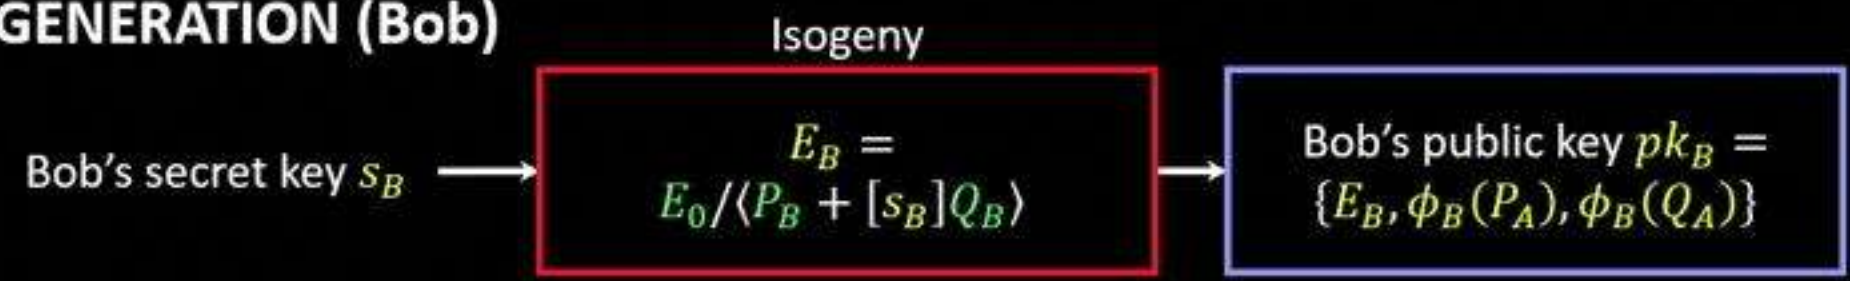 GENERATION (Bob)
Isogeny
Bob's secret key s_B
E_B =
E_0/⟨P_B + [s_B]Q_B⟩
Bob's public key pk_B =
{E_B, ϕ_B(P_A), ϕ_B(Q_A)}